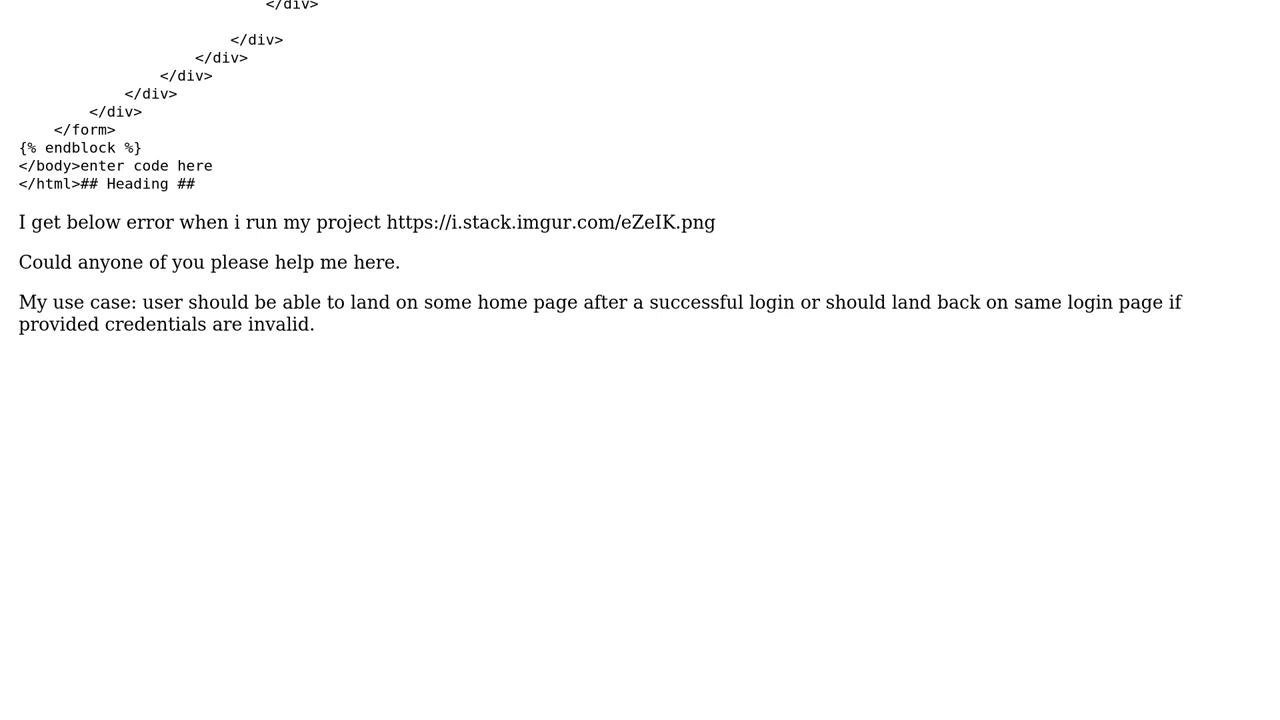 </div>
</div>
</div>
</div>
</div>
</div>
</form>
{% endblock %}
</body>enter code here
</html>## Heading ##
I get below error when i run my project https://i.stack.imgur.com/eZeIK.png
Could anyone of you please help me here.
My use case: user should be able to land on some home page after a successful login or should land back on same login page if
provided credentials are invalid.